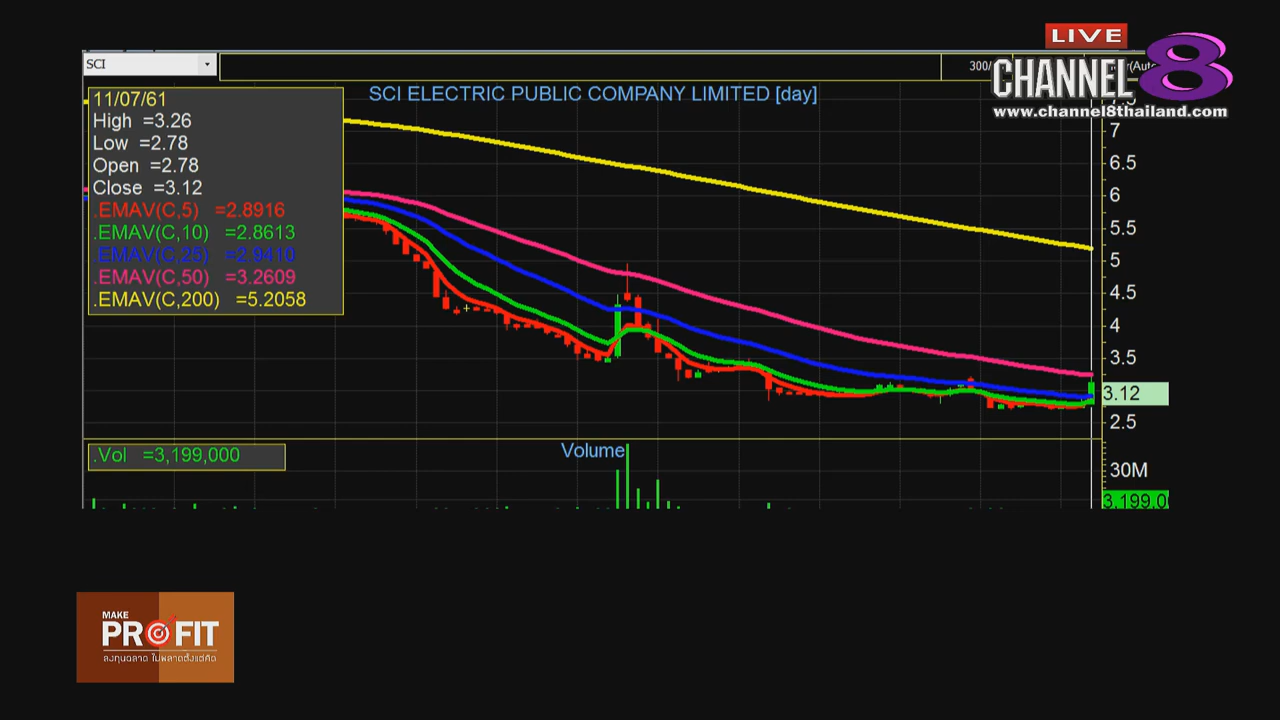 LIVE
CHANNEL 8
www.channel8thailand.com
SCI
300/
SCI ELECTRIC PUBLIC COMPANY LIMITED [day]
11/07/61
High =3.26
Low =2.78
Open =2.78
Close =3.12
.EMAV(C,5) =2.8916
.EMAV(C,10) =2.8613
.EMAV(C,25) =2.9410
.EMAV(C,50) =3.2609
.EMAV(C,200) =5.2058
7
6.5
6
5.5
5
4.5
4
3.5
3.12
2.5
.Vol =3,199,000
Volume
30M
3,199,00
MAKE
PROFIT
ลงทุนฉลาด ไม่พลาดตั้งแต่คิด